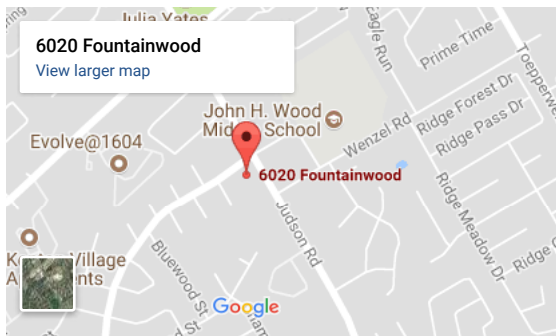 Julia Yates
6020 Fountainwood
View larger map
Eagle Run
Prime Time
John H. Wood
School
Evolve@1604
Wenzel Rd
Ridge Forest Dr
Ridge Pass Dr
6020 Fountainwood
Judson Rd
Ridge Meadow Dr
Village
Bluewood St
Google